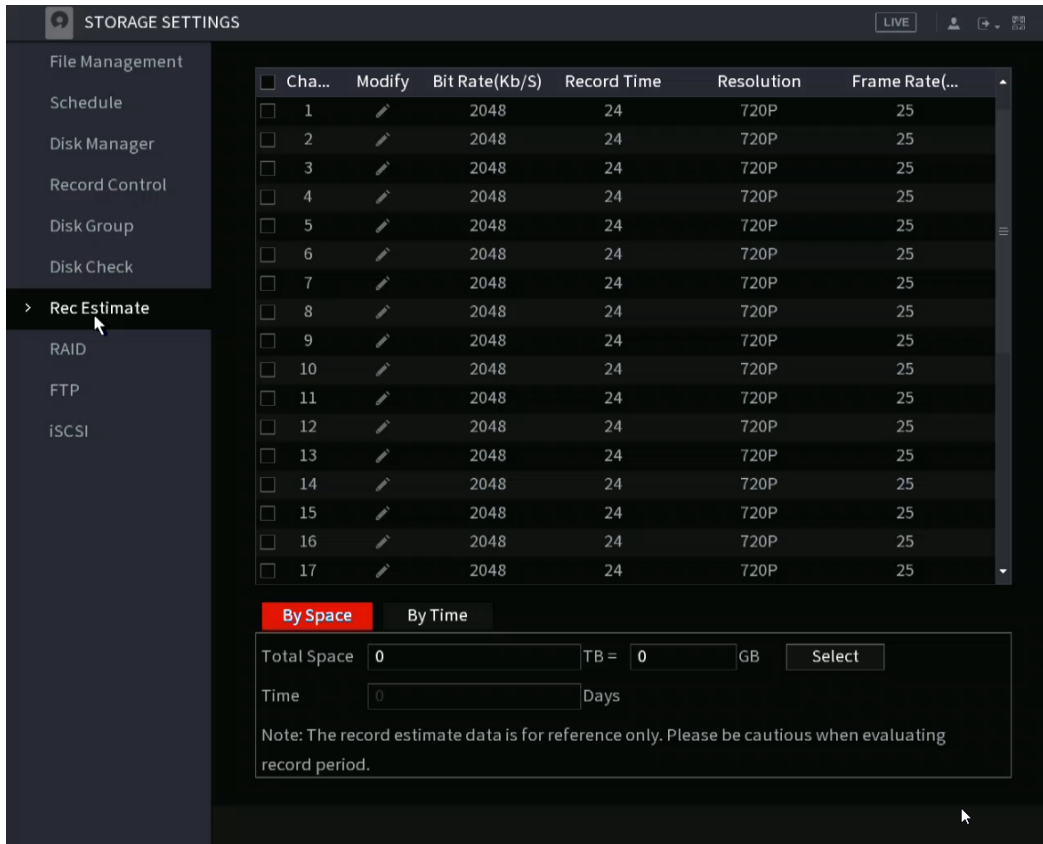 STORAGE SETTINGS
LIVE
File Management
Schedule
Disk Manager
Record Control
Disk Group
Disk Check
> Rec Estimate
RAID
FTP
iSCSI
Cha... Modify Bit Rate(Kb/S) Record Time Resolution Frame Rate(...
1 2048 24 720P 25
2 2048 24 720P 25
3 2048 24 720P 25
4 2048 24 720P 25
5 2048 24 720P 25
6 2048 24 720P 25
7 2048 24 720P 25
8 2048 24 720P 25
9 2048 24 720P 25
10 2048 24 720P 25
11 2048 24 720P 25
12 2048 24 720P 25
13 2048 24 720P 25
14 2048 24 720P 25
15 2048 24 720P 25
16 2048 24 720P 25
17 2048 24 720P 25
By Space By Time
Total Space 0 TB = 0 GB Select
Time 0 Days
Note: The record estimate data is for reference only. Please be cautious when evaluating
record period.